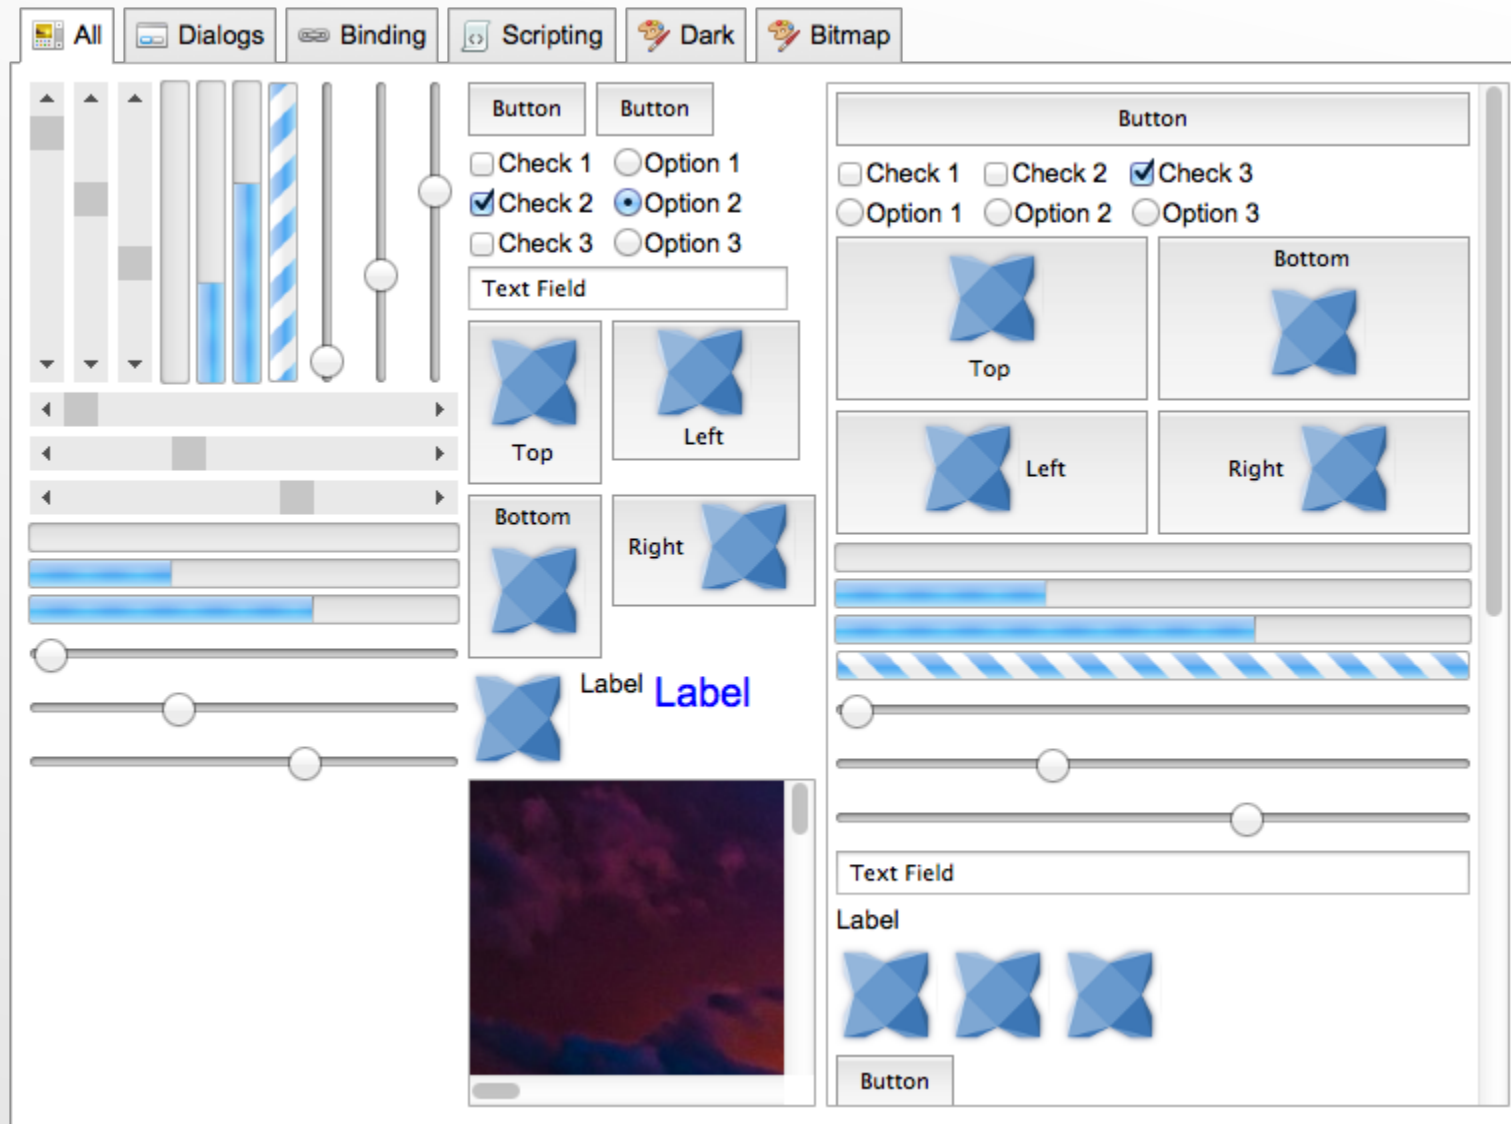 All Dialogs Binding Scripting Dark Bitmap
Button Button
Check 1 Option 1
Check 2 Option 2
Check 3 Option 3
Text Field
Top Left
Bottom
Right
Label Label
Button
Check 1 Check 2 Check 3
Option 1 Option 2 Option 3
Top Bottom
Left Right
Text Field
Label
Button